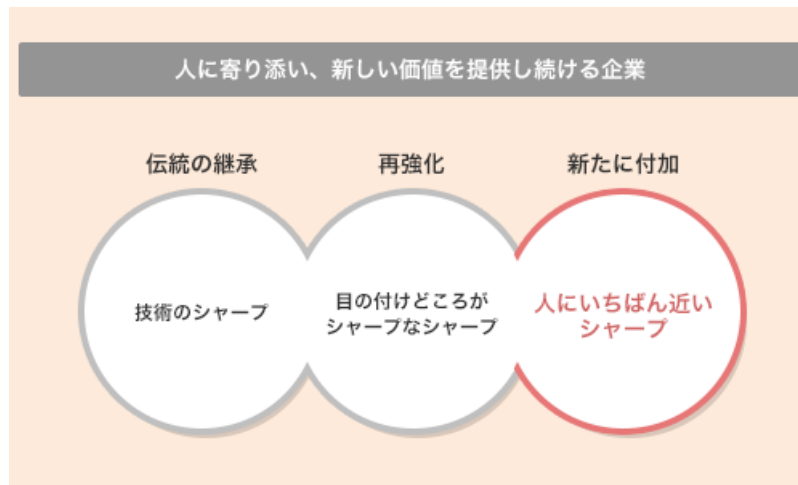 人に寄り添い、新しい価値を提供し続ける企業
伝統の継承
再強化
新たに付加
技術のシャープ
目の付けどころが
シャープなシャープ
人にいちばん近い
シャープ